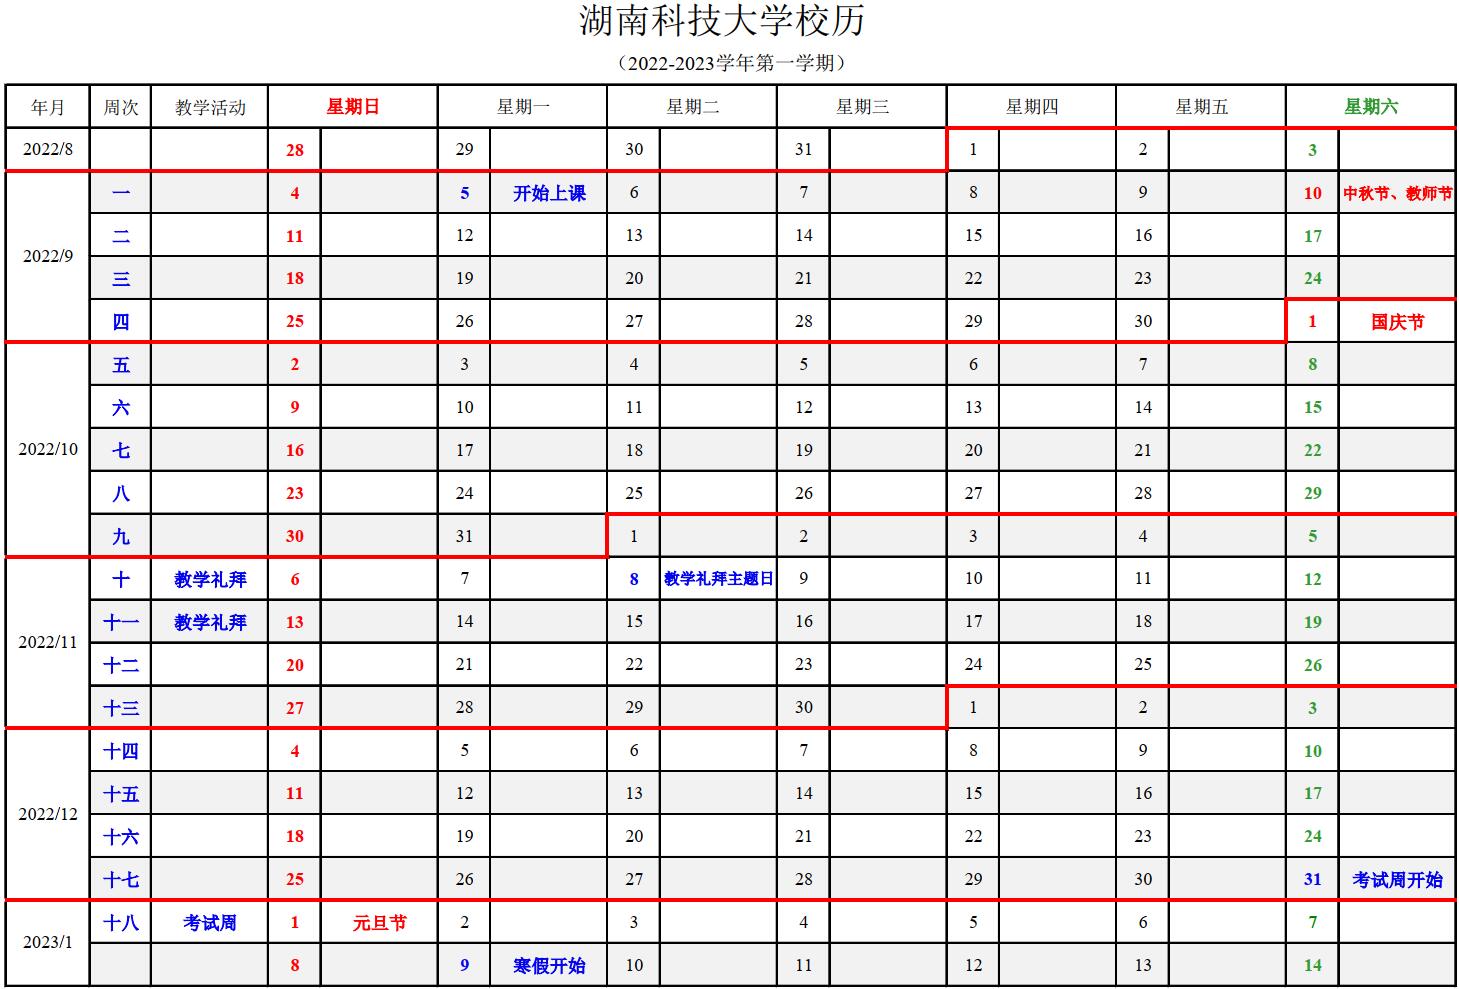 湖南科技大学校历
（2022-2023学年第一学期）
年月 周次 教学活动 星期日 星期一 星期二 星期三 星期四 星期五 星期六
2022/8 28 29 30 31 1 2 3
一 4 5 开始上课 6 7 8 9 10 中秋节、教师节
二 11 12 13 14 15 16 17
2022/9
三 18 19 20 21 22 23 24
四 25 26 27 28 29 30 1 国庆节
五 2 3 4 5 6 7 8
六 9 10 11 12 13 14 15
2022/10 七 16 17 18 19 20 21 22
八 23 24 25 26 27 28 29
九 30 31 1 2 3 4 5
十 教学礼拜 6 7 8 教学礼拜主题日 9 10 11 12
十一 教学礼拜 13 14 15 16 17 18 19
2022/11
十二 20 21 22 23 24 25 26
十三 27 28 29 30 1 2 3
十四 4 5 6 7 8 9 10
十五 11 12 13 14 15 16 17
2022/12
十六 18 19 20 21 22 23 24
十七 25 26 27 28 29 30 31 考试周开始
十八 考试周 1 元旦节 2 3 4 5 6 7
2023/1
8 9 寒假开始 10 11 12 13 14